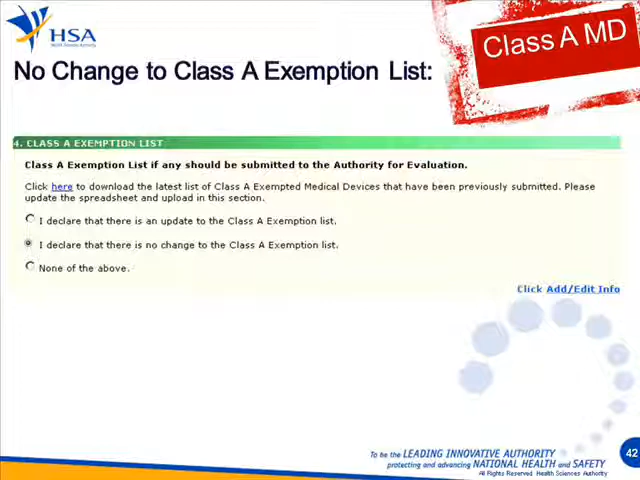 HSA
Health Sciences Authority
Class A MD
No Change to Class A Exemption List:
4. CLASS A EXEMPTION LIST
Class A Exemption List if any should be submitted to the Authority for Evaluation.
Click here to download the latest list of Class A Exempted Medical Devices that have been previously submitted. Please
update the spreadsheet and upload in this section.
I declare that there is an update to the Class A Exemption list.
I declare that there is no change to the Class A Exemption list.
None of the above.
Click Add/Edit Info
To be the LEADING INNOVATIVE AUTHORITY
protecting and advancing NATIONAL HEALTH and SAFETY
All Rights Reserved Health Sciences Authority
42